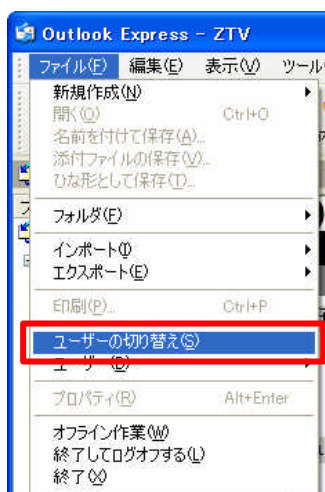 Outlook Express - ZTV
ファイル(F) 編集(E) 表示(V) ツール
新規作成(N)
開く(O) Ctrl+O
名前を付けて保存(A)...
添付ファイルの保存(V)...
ひな形として保存(T)...
フォルダ(F)
インポート(I)
エクスポート(E)
印刷(P)... Ctrl+P
ユーザーの切り替え(S)
ユーザー(D)
プロパティ(R) Alt+Enter
オフライン作業(W)
終了してログオフする(L)
終了(X)